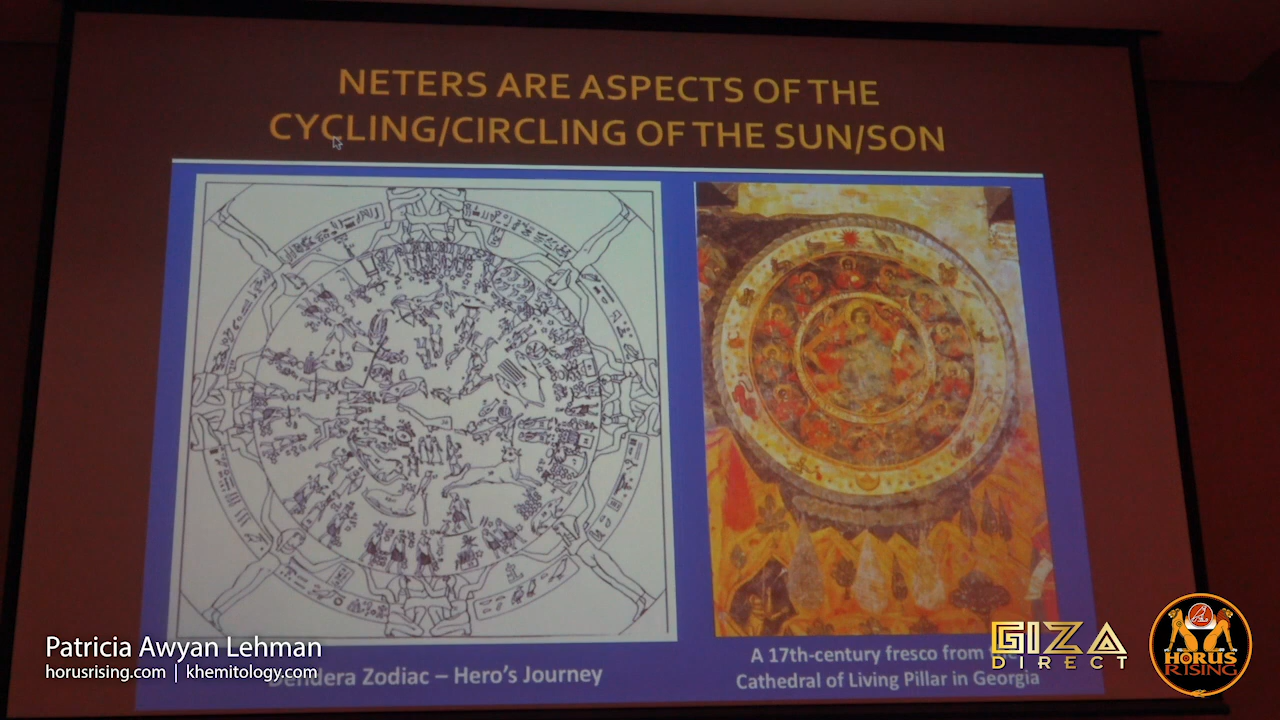 NETERS ARE ASPECTS OF THE
CYCLING/CIRCLING OF THE SUN/SON
Dendera Zodiac – Hero's Journey
A 17th-century fresco from
Cathedral of Living Pillar in Georgia
Patricia Awyan Lehman
horusrising.com | khemitology.com
GIZA
DIRECT
HORUS
RISING